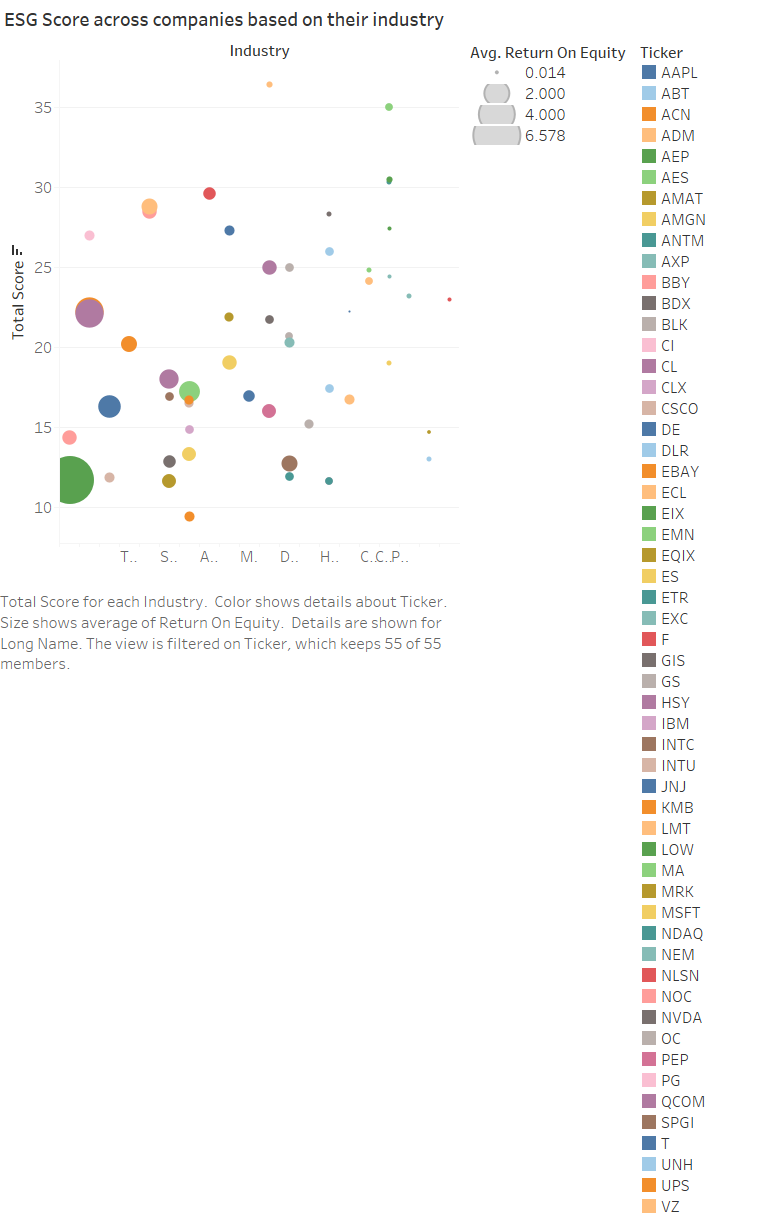 ESG Score across companies based on their industry
Industry
Total Score
35
30
25
20
15
10
T..
S..
A..
M.
D..
H..
C..
C..
P..
Total Score for each Industry. Color shows details about Ticker.
Size shows average of Return On Equity. Details are shown for
Long Name. The view is filtered on Ticker, which keeps 55 of 55
members.
Avg. Return On Equity
0.014
2.000
4.000
6.578
Ticker
AAPL
ABT
ACN
ADM
AEP
AES
AMAT
AMGN
ANTM
AXP
BBY
BDX
BLK
CI
CL
CLX
CSCO
DE
DLR
EBAY
ECL
EIX
EMN
EQIX
ES
ETR
EXC
F
GIS
GS
HSY
IBM
INTC
INTU
JNJ
KMB
LMT
LOW
MA
MRK
MSFT
NDAQ
NEM
NLSN
NOC
NVDA
OC
PEP
PG
QCOM
SPGI
T
UNH
UPS
VZ